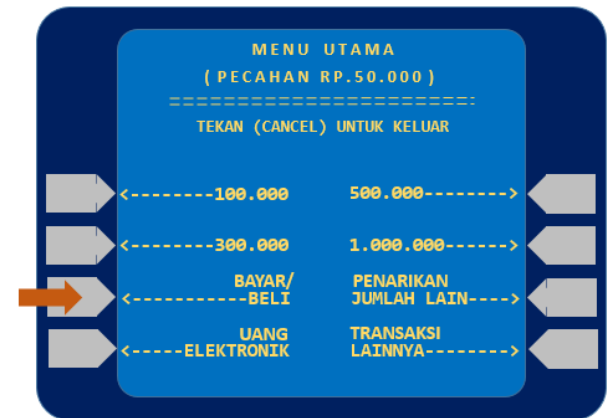 MENU UTAMA
(PECAHAN RP.50.000)
==========================
TEKAN (CANCEL) UNTUK KELUAR
<--------100.000 500.000-------->
<--------300.000 1.000.000------>
BAYAR/ PENARIKAN
<-----------BELI JUMLAH LAIN---->
UANG TRANSAKSI
<-----ELEKTRONIK LAINNYA-------->